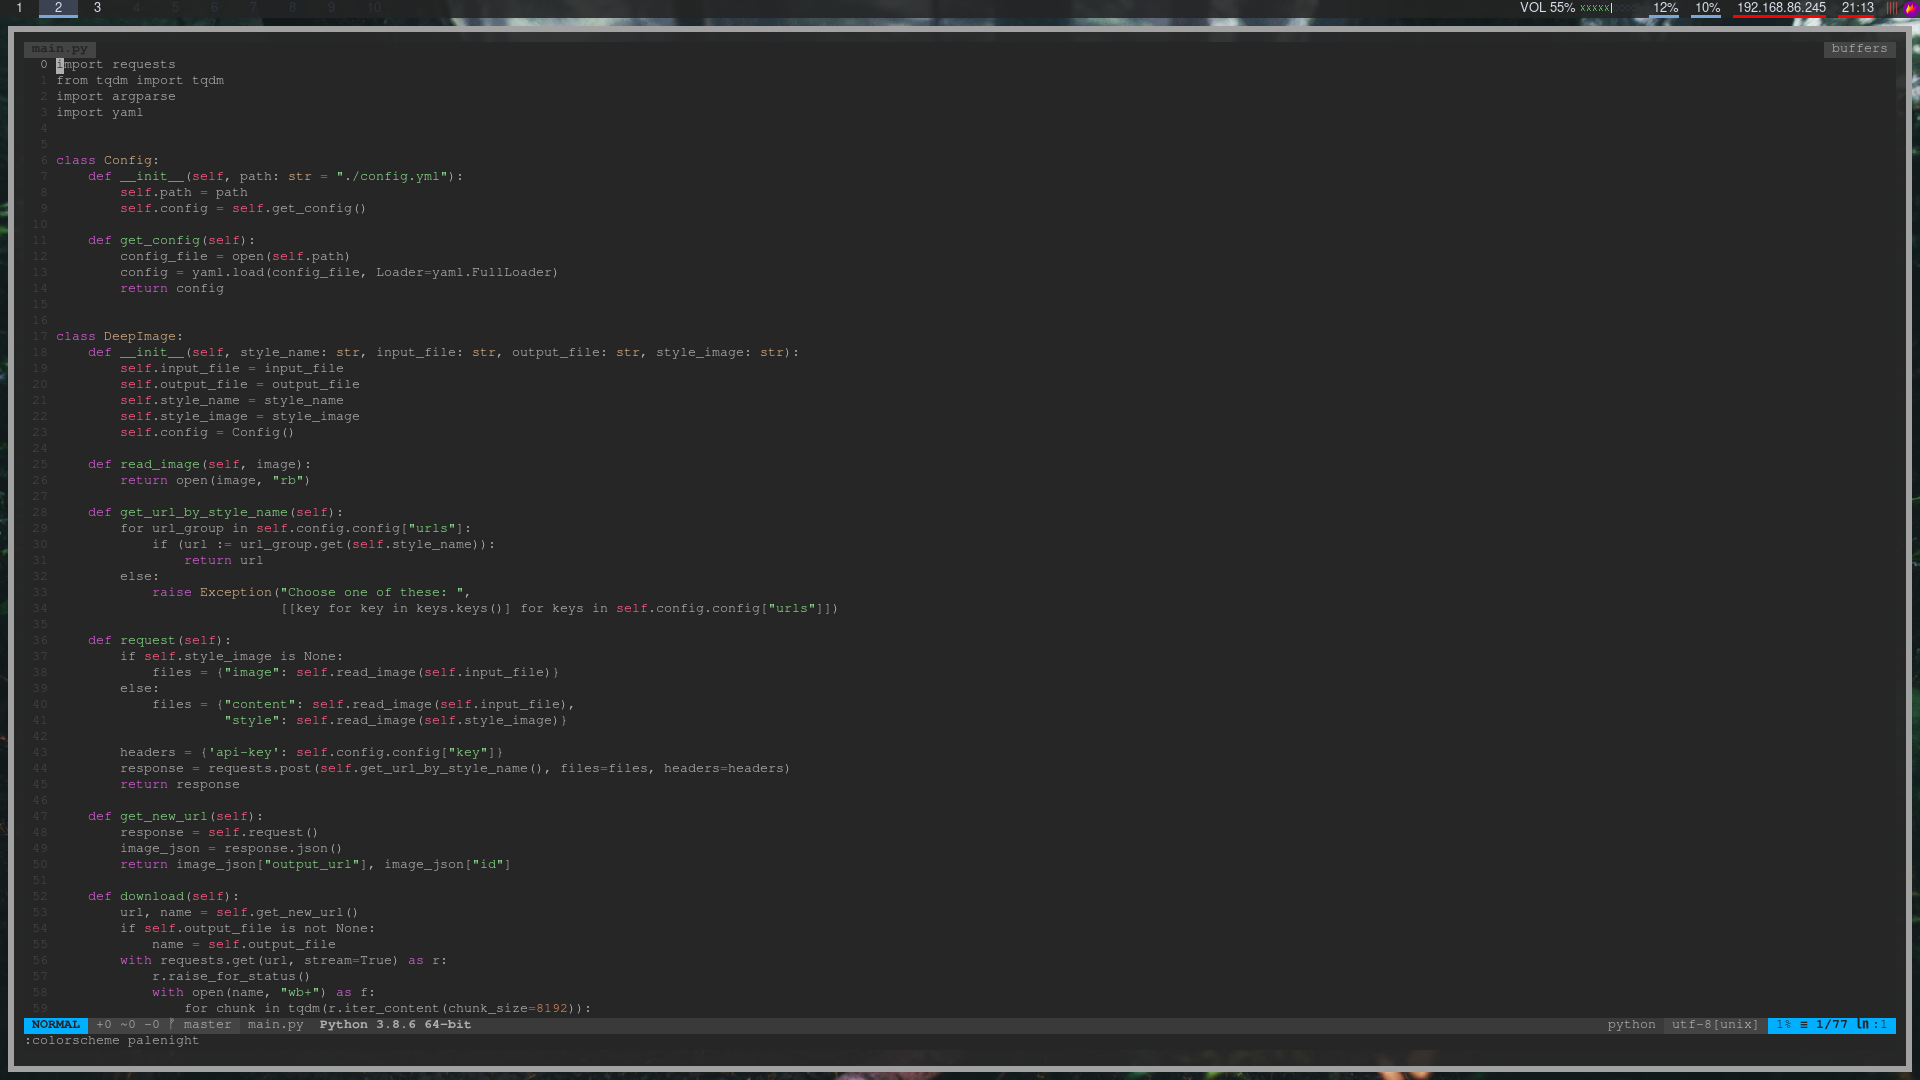 1 2 3 4 5 6 7 8 9 10 VOL 55% xxxxx| 12% 10% 192.168.86.245 21:13
main.py buffers
0 import requests
1 from tqdm import tqdm
2 import argparse
3 import yaml
4
5
6 class Config:
7     def __init__(self, path: str = "./config.yml"):
8         self.path = path
9         self.config = self.get_config()
10
11     def get_config(self):
12         config_file = open(self.path)
13         config = yaml.load(config_file, Loader=yaml.FullLoader)
14         return config
15
16
17 class DeepImage:
18     def __init__(self, style_name: str, input_file: str, output_file: str, style_image: str):
19         self.input_file = input_file
20         self.output_file = output_file
21         self.style_name = style_name
22         self.style_image = style_image
23         self.config = Config()
24
25     def read_image(self, image):
26         return open(image, "rb")
27
28     def get_url_by_style_name(self):
29         for url_group in self.config.config["urls"]:
30             if (url := url_group.get(self.style_name)):
31                 return url
32         else:
33             raise Exception("Choose one of these: ",
34                             [[key for key in keys.keys()] for keys in self.config.config["urls"]])
35
36     def request(self):
37         if self.style_image is None:
38             files = {"image": self.read_image(self.input_file)}
39         else:
40             files = {"content": self.read_image(self.input_file),
41                      "style": self.read_image(self.style_image)}
42
43         headers = {'api-key': self.config.config["key"]}
44         response = requests.post(self.get_url_by_style_name(), files=files, headers=headers)
45         return response
46
47     def get_new_url(self):
48         response = self.request()
49         image_json = response.json()
50         return image_json["output_url"], image_json["id"]
51
52     def download(self):
53         url, name = self.get_new_url()
54         if self.output_file is not None:
55             name = self.output_file
56         with requests.get(url, stream=True) as r:
57             r.raise_for_status()
58             with open(name, "wb+") as f:
59                 for chunk in tqdm(r.iter_content(chunk_size=8192)):
NORMAL +0 ~0 -0 ᚠ master main.py Python 3.8.6 64-bit python utf-8[unix] 1% ≡ 1/77 ln :1
:colorscheme palenight